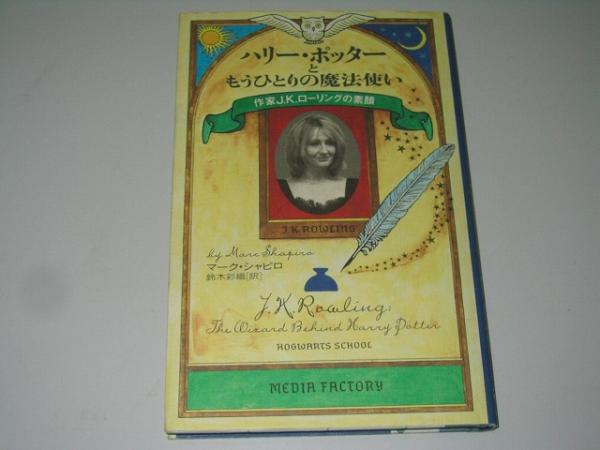 ハリー・ポッター
と
もうひとりの魔法使い
作家J.K.ローリングの素顔
J.K.ROWLING
by Marc Shapiro
マーク・シャピロ
鈴木彩織[訳]
J.K.Rowling:
The Wizard Behind Harry Potter
HOGWARTS SCHOOL
MEDIA FACTORY